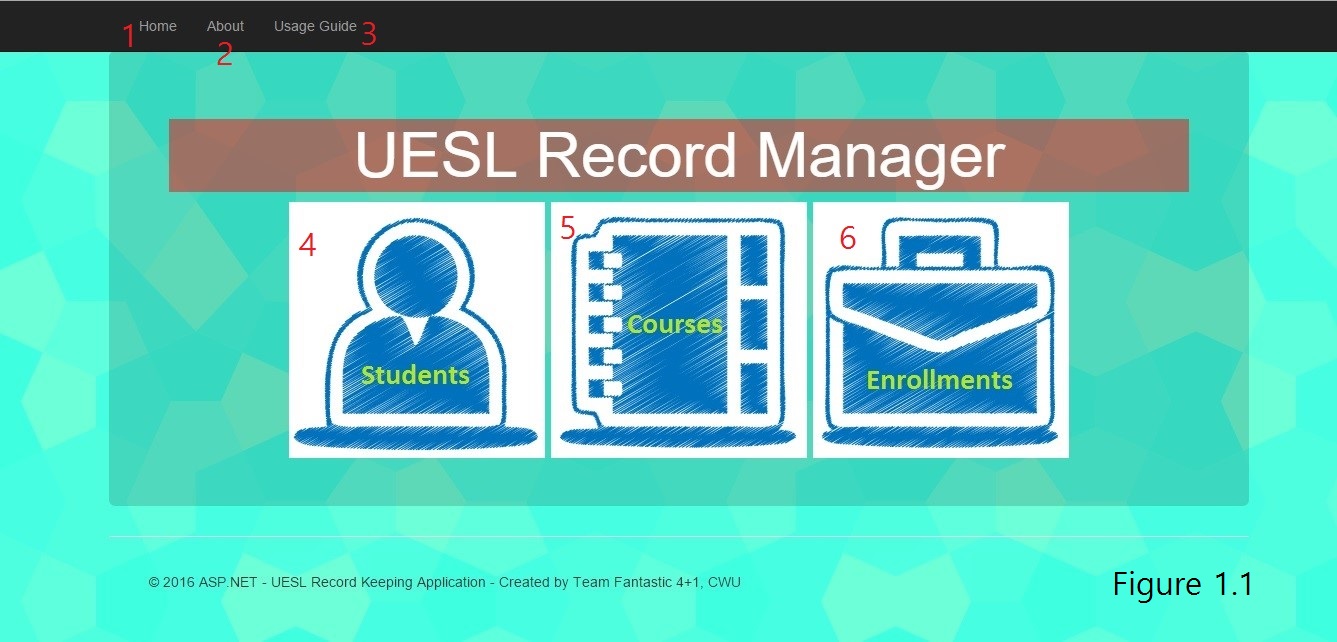 1 Home About Usage Guide 3
2
UESL Record Manager
4 5 6
Courses
Students Enrollments
© 2016 ASP.NET - UESL Record Keeping Application - Created by Team Fantastic 4+1, CWU
Figure 1.1